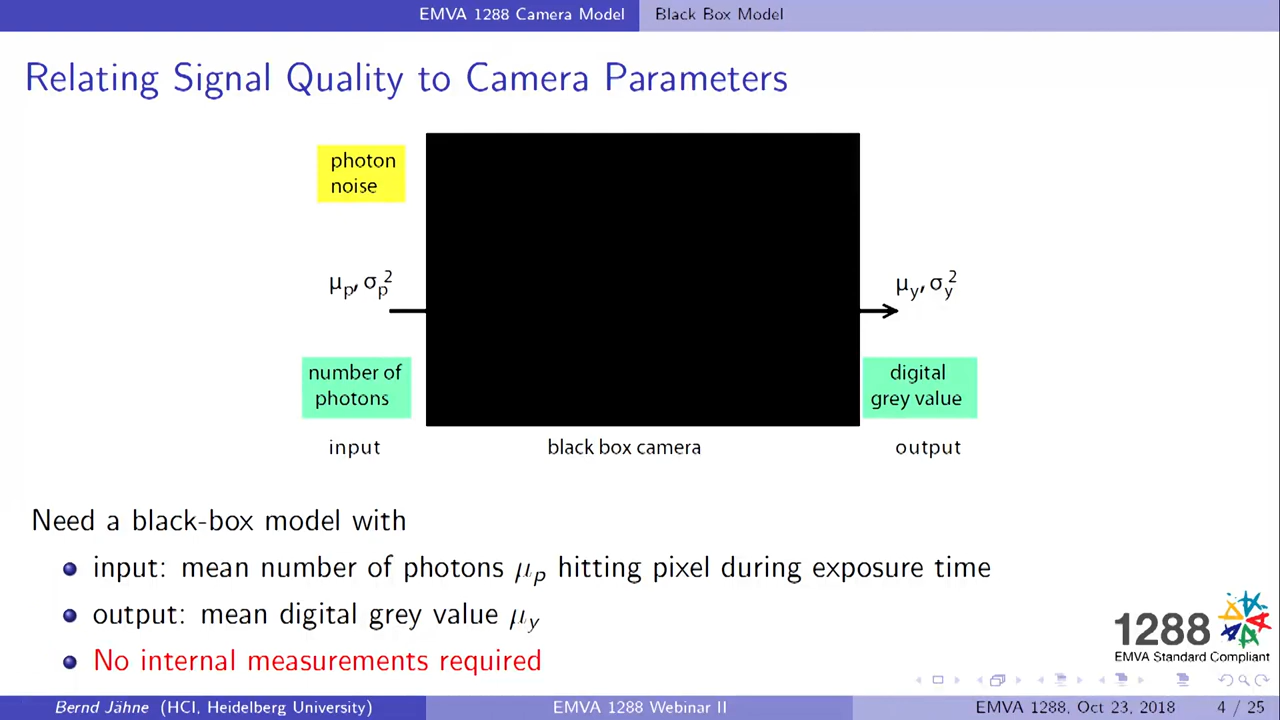 EMVA 1288 Camera Model Black Box Model
Relating Signal Quality to Camera Parameters
photon
noise
μp, σp²
μy, σy²
number of
photons
digital
grey value
input
black box camera
output
Need a black-box model with
input: mean number of photons μp hitting pixel during exposure time
output: mean digital grey value μy
No internal measurements required
1288
EMVA Standard Compliant
Bernd Jähne (HCI, Heidelberg University) EMVA 1288 Webinar II EMVA 1288, Oct 23, 2018 4 / 25